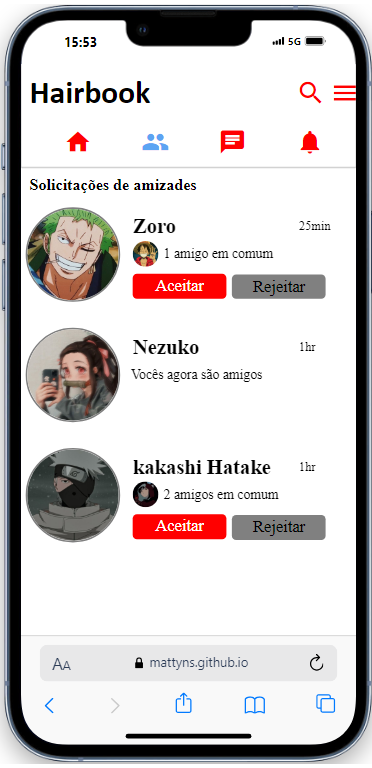 15:53
5G
Hairbook
Solicitações de amizades
Zoro
25min
1 amigo em comum
Aceitar
Rejeitar
Nezuko
1hr
Vocês agora são amigos
kakashi Hatake
1hr
2 amigos em comum
Aceitar
Rejeitar
AA
mattyns.github.io